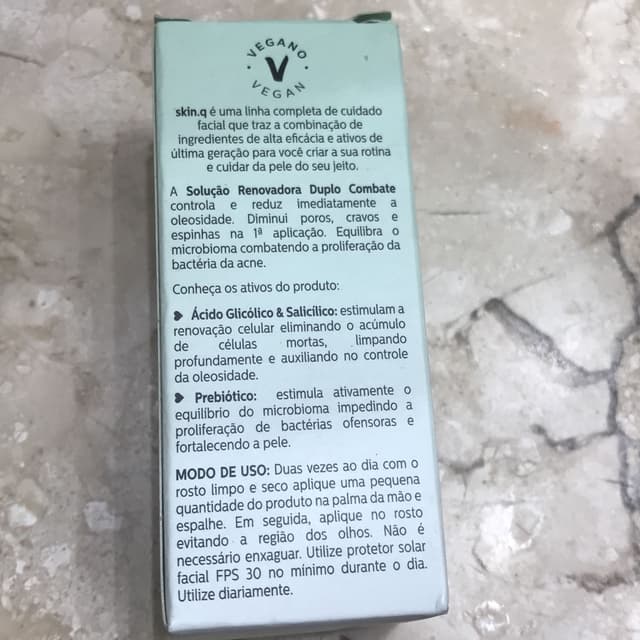 VEGANO
V
VEGAN
skin.q é uma linha completa de cuidado
facial que traz a combinação de
ingredientes de alta eficácia e ativos de
última geração para você criar a sua rotina
e cuidar da pele do seu jeito.
A Solução Renovadora Duplo Combate
controla e reduz imediatamente a
oleosidade. Diminui poros, cravos e
espinhas na 1ª aplicação. Equilibra o
microbioma combatendo a proliferação da
bactéria da acne.
Conheça os ativos do produto:
Ácido Glicólico & Salicílico: estimulam a
renovação celular eliminando o acúmulo
de células mortas, limpando
profundamente e auxiliando no controle
da oleosidade.
Prebiótico: estimula ativamente o
equilíbrio do microbioma impedindo a
proliferação de bactérias ofensoras e
fortalecendo a pele.
MODO DE USO: Duas vezes ao dia com o
rosto limpo e seco aplique uma pequena
quantidade do produto na palma da mão e
espalhe. Em seguida, aplique no rosto
evitando a região dos olhos. Não é
necessário enxaguar. Utilize protetor solar
facial FPS 30 no mínimo durante o dia.
Utilize diariamente.